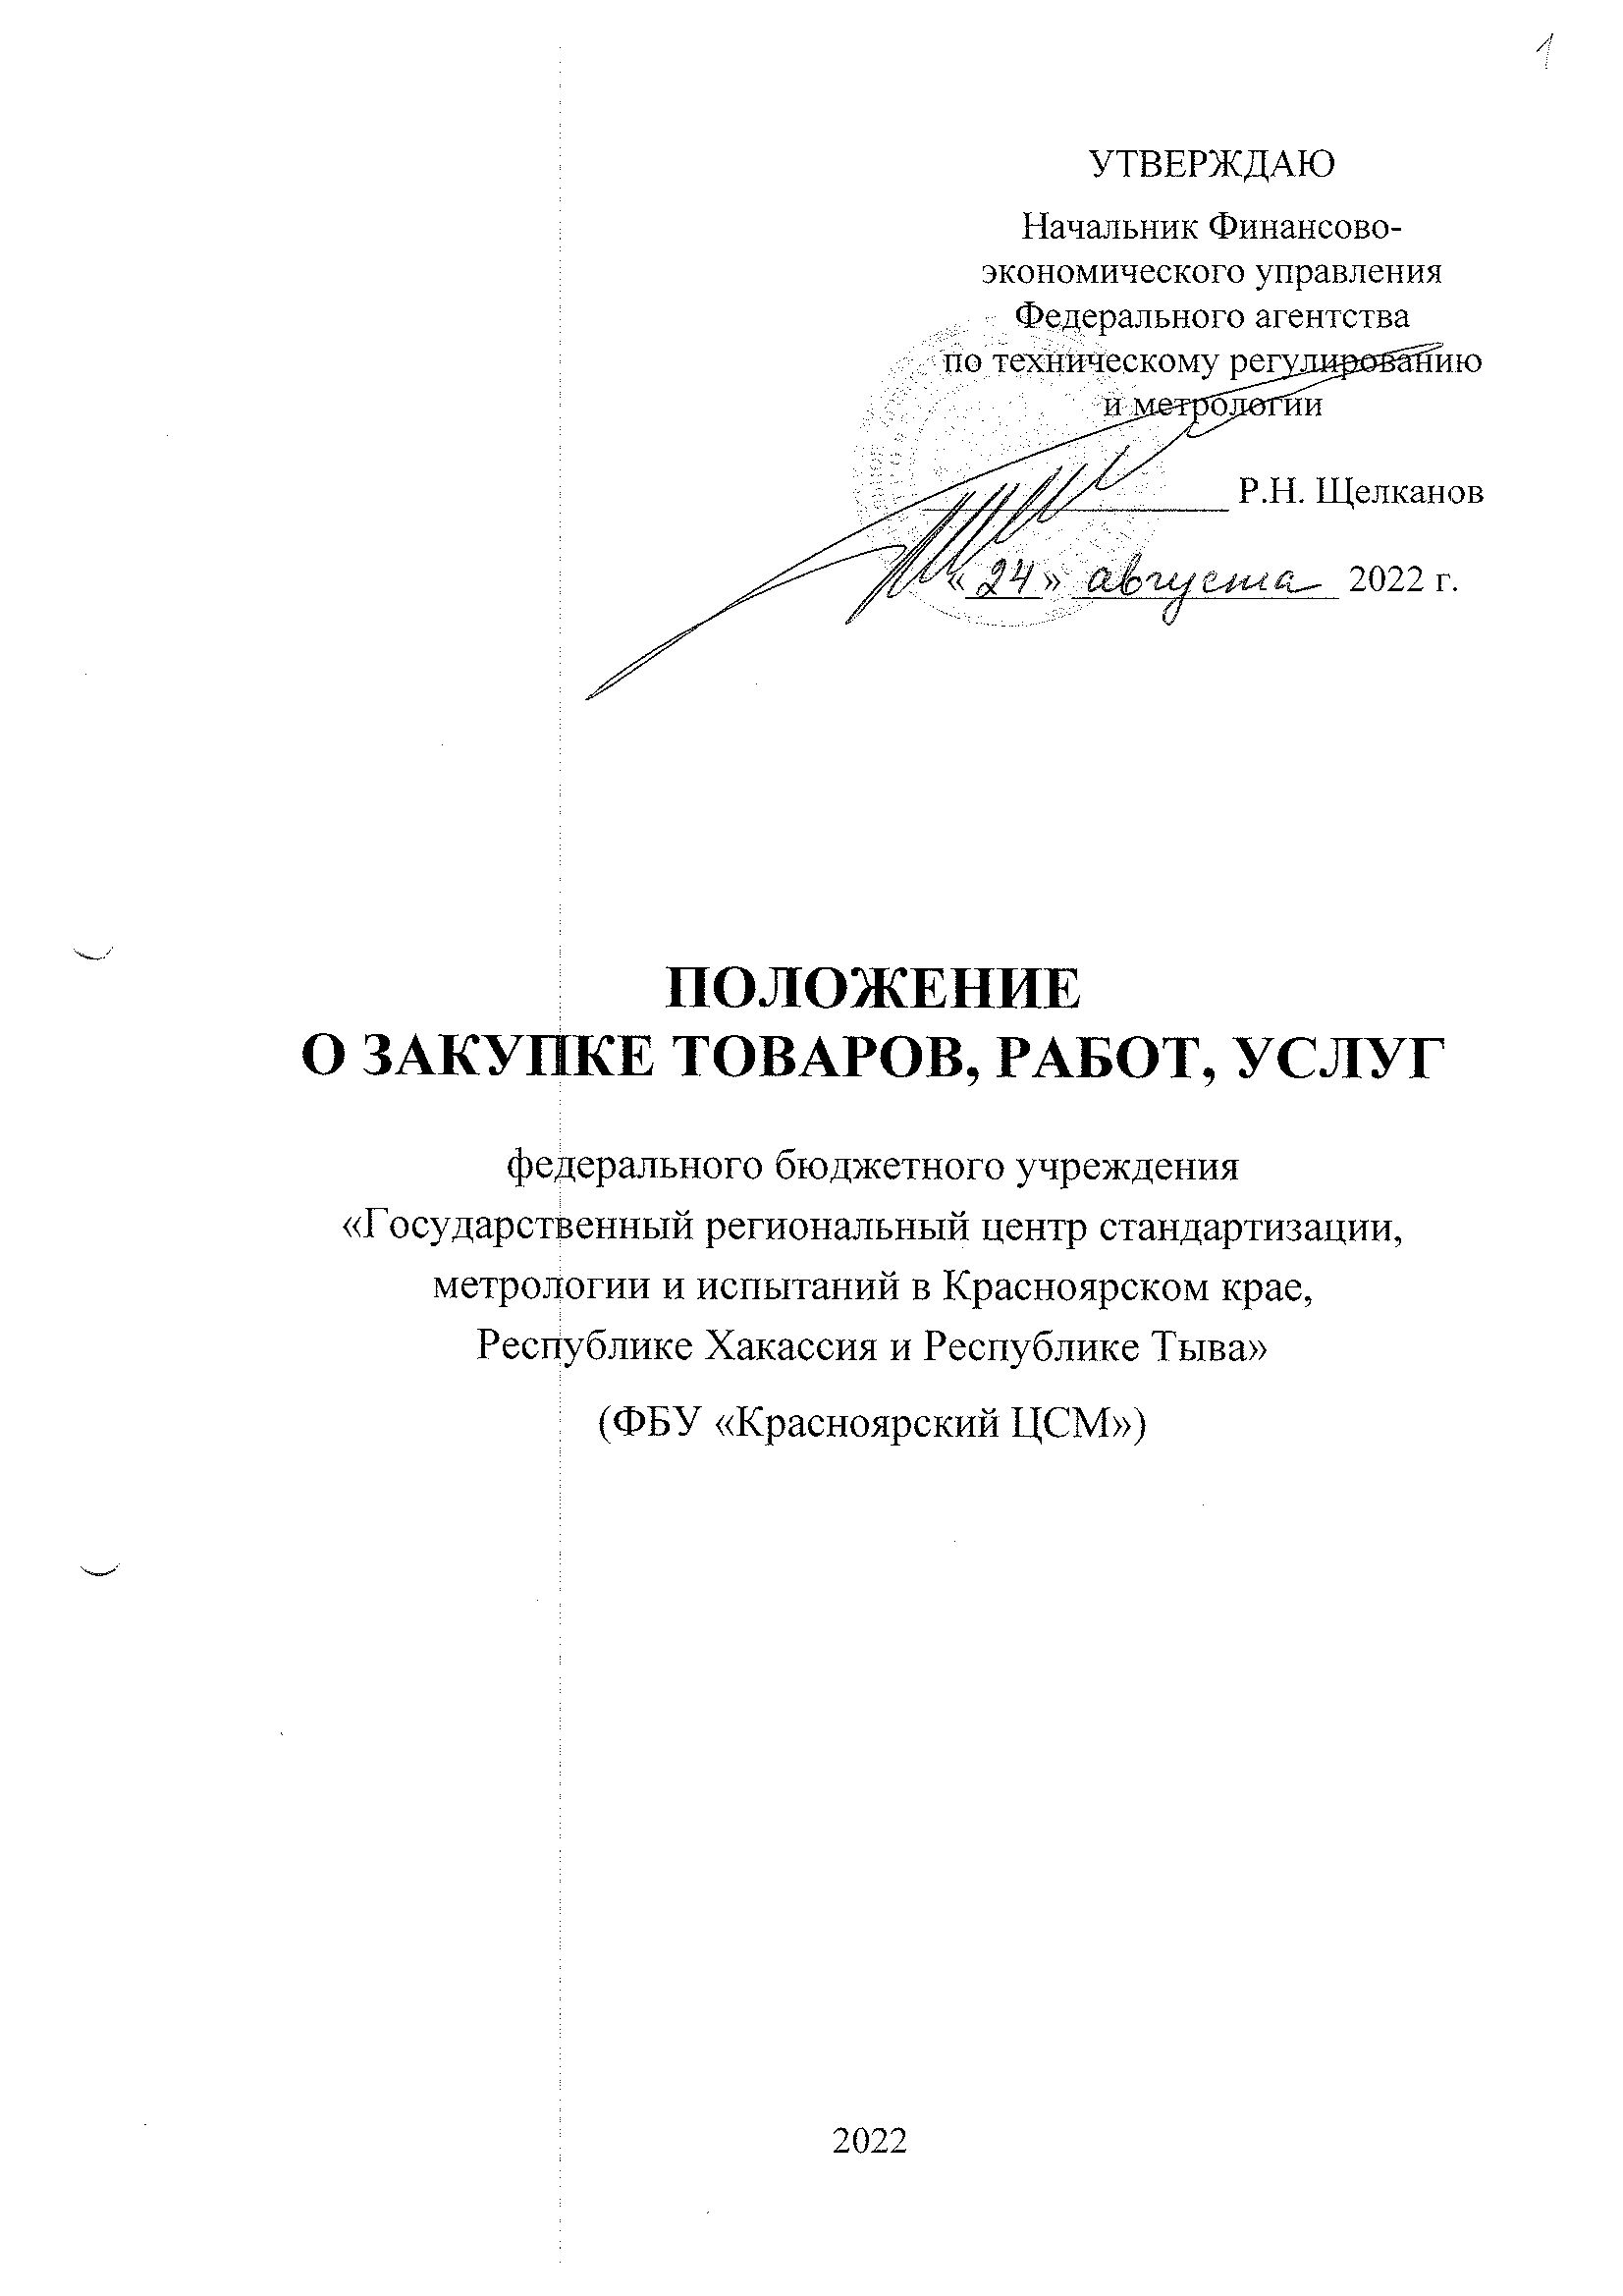 1
УТВЕРЖДАЮ
Начальник Финансово-
экономического управления
Федерального агентства
по техническому регулированию
и метрологии
Р.Н. Щелканов
«24» августа 2022 г.
ПОЛОЖЕНИЕ
О ЗАКУПКЕ ТОВАРОВ, РАБОТ, УСЛУГ
федерального бюджетного учреждения
«Государственный региональный центр стандартизации,
метрологии и испытаний в Красноярском крае,
Республике Хакассия и Республике Тыва»
(ФБУ «Красноярский ЦСМ»)
2022